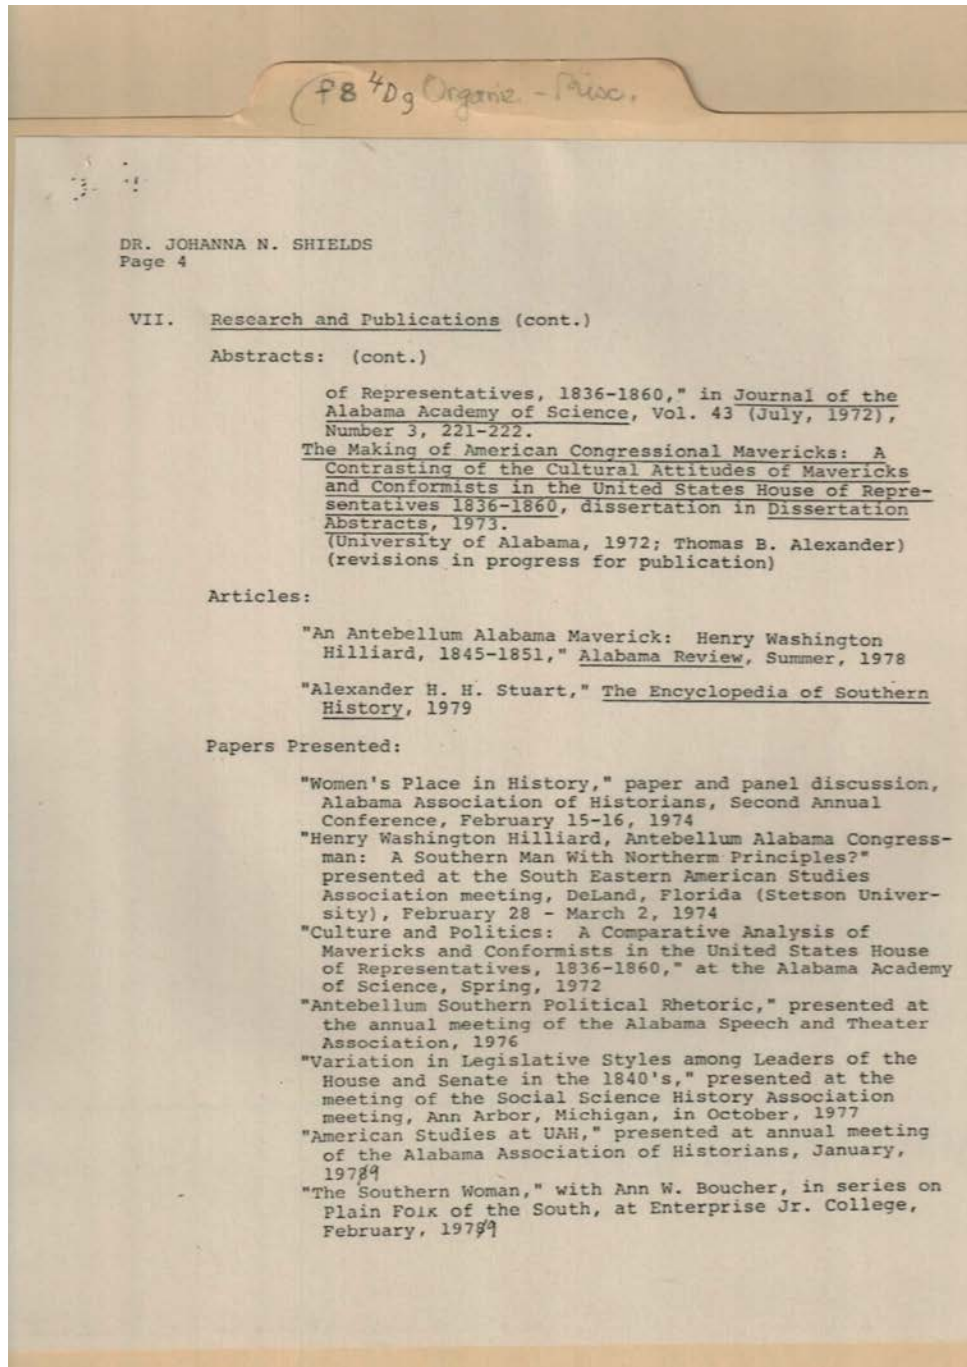 P8 4Dg Organiz. - Misc.
DR. JOHANNA N. SHIELDS
Page 4
VII. Research and Publications (cont.)
Abstracts: (cont.)
of Representatives, 1836-1860," in Journal of the
Alabama Academy of Science, Vol. 43 (July, 1972),
Number 3, 221-222.
The Making of American Congressional Mavericks: A
Contrasting of the Cultural Attitudes of Mavericks
and Conformists in the United States House of Repre-
sentatives 1836-1860, dissertation in Dissertation
Abstracts, 1973.
(University of Alabama, 1972; Thomas B. Alexander)
(revisions in progress for publication)
Articles:
"An Antebellum Alabama Maverick: Henry Washington
Hilliard, 1845-1851," Alabama Review, Summer, 1978
"Alexander H. H. Stuart," The Encyclopedia of Southern
History, 1979
Papers Presented:
"Women's Place in History," paper and panel discussion,
Alabama Association of Historians, Second Annual
Conference, February 15-16, 1974
"Henry Washington Hilliard, Antebellum Alabama Congress-
man: A Southern Man With Northerm Principles?"
presented at the South Eastern American Studies
Association meeting, DeLand, Florida (Stetson Univer-
sity), February 28 - March 2, 1974
"Culture and Politics: A Comparative Analysis of
Mavericks and Conformists in the United States House
of Representatives, 1836-1860," at the Alabama Academy
of Science, Spring, 1972
"Antebellum Southern Political Rhetoric," presented at
the annual meeting of the Alabama Speech and Theater
Association, 1976
"Variation in Legislative Styles among Leaders of the
House and Senate in the 1840's," presented at the
meeting of the Social Science History Association
meeting, Ann Arbor, Michigan, in October, 1977
"American Studies at UAH," presented at annual meeting
of the Alabama Association of Historians, January,
1979
"The Southern Woman," with Ann W. Boucher, in series on
Plain Folk of the South, at Enterprise Jr. College,
February, 1979